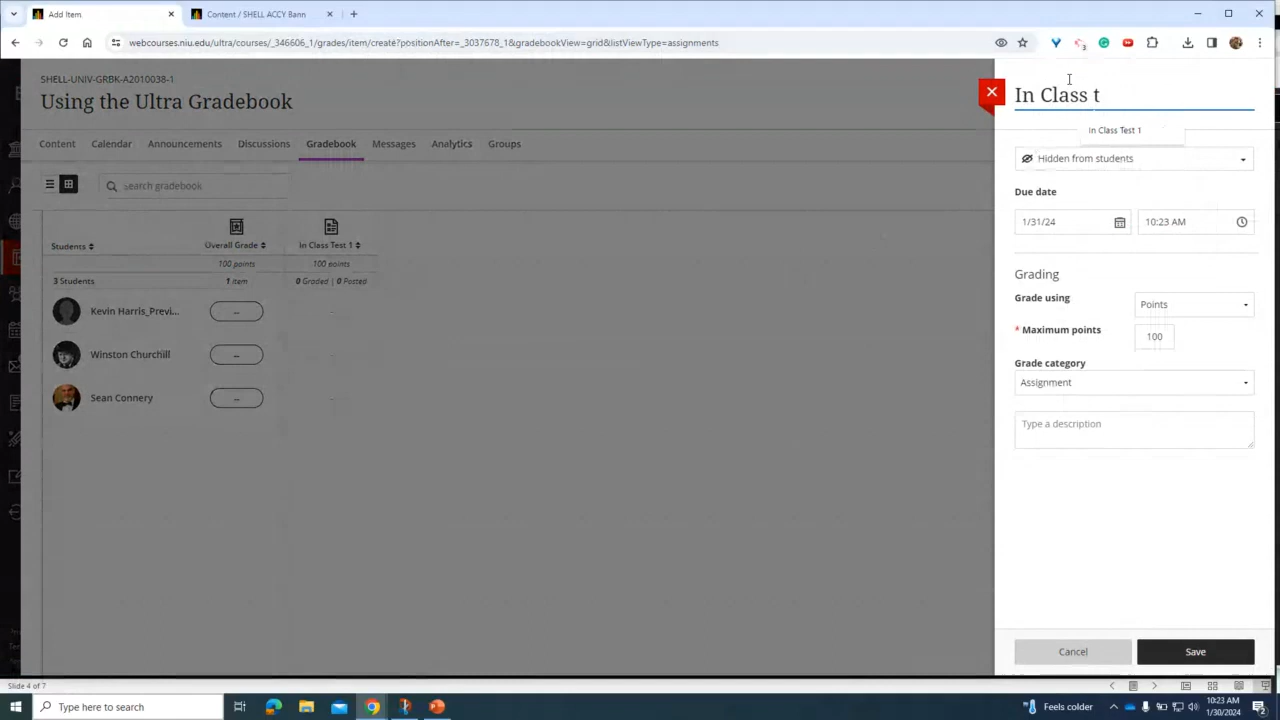 Add Item
Content / SHELL ACCY Bann
webcourses.niu.edu/ultra/courses/_346606_1/grades/item/create?positionAfter=_3037678_1&gradebookView=grid&listViewType=assignments
3
SHELL-UNIV-GRBK-A2010038-1
Using the Ultra Gradebook
Content
Calendar
Announcements
Discussions
Gradebook
Messages
Analytics
Groups
Search gradebook
Students
Overall Grade
In Class Test 1
100 points
100 points
3 Students
1 item
0 Graded | 0 Posted
Kevin Harris_Previ...
--
Winston Churchill
--
Sean Connery
--
In Class t
In Class Test 1
Hidden from students
Due date
1/31/24
10:23 AM
Grading
Grade using
Points
* Maximum points
100
Grade category
Assignment
Type a description
Cancel
Save
Slide 4 of 7
Type here to search
Feels colder
10:23 AM
1/30/2024
2